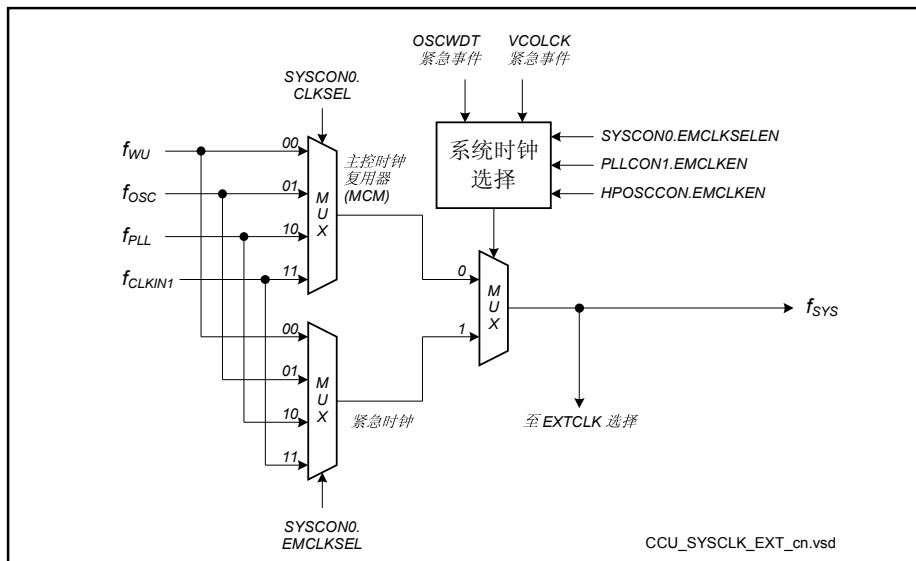 OSCWDT
紧急事件
VCOLCK
紧急事件
SYSCON0.
CLKSEL
系统时钟
选择
SYSCON0.EMCLKSELEN
PLLCON1.EMCLKEN
HPOSCCON.EMCLKEN
fWU
fOSC
fPLL
fCLKIN1
00
01
10
11
M
U
X
主控时钟
复用器
(MCM)
00
01
10
11
M
U
X
紧急时钟
SYSCON0.
EMCLKSEL
0
1
M
U
X
fSYS
至 EXTCLK 选择
CCU_SYSCLK_EXT_cn.vsd